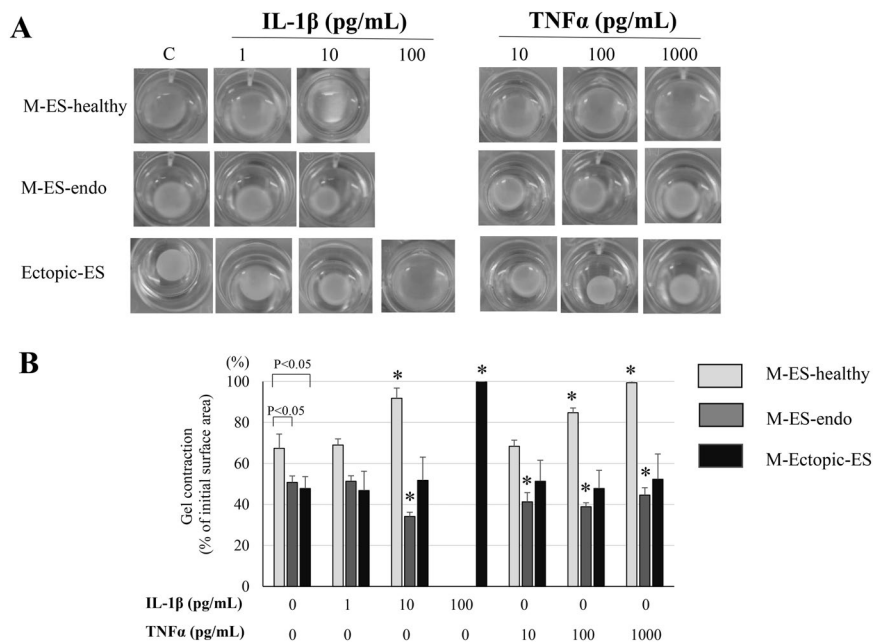 A
IL-1β (pg/mL)
TNFα (pg/mL)
C 1 10 100 10 100 1000
M-ES-healthy
M-ES-endo
Ectopic-ES
B
(%)
P<0.05
P<0.05
* * * * * * *
100
80
60
40
20
0
Gel contraction
(% of initial surface area)
M-ES-healthy
M-ES-endo
M-Ectopic-ES
IL-1β (pg/mL) 0 1 10 100 0 0 0
TNFα (pg/mL) 0 0 0 0 10 100 1000